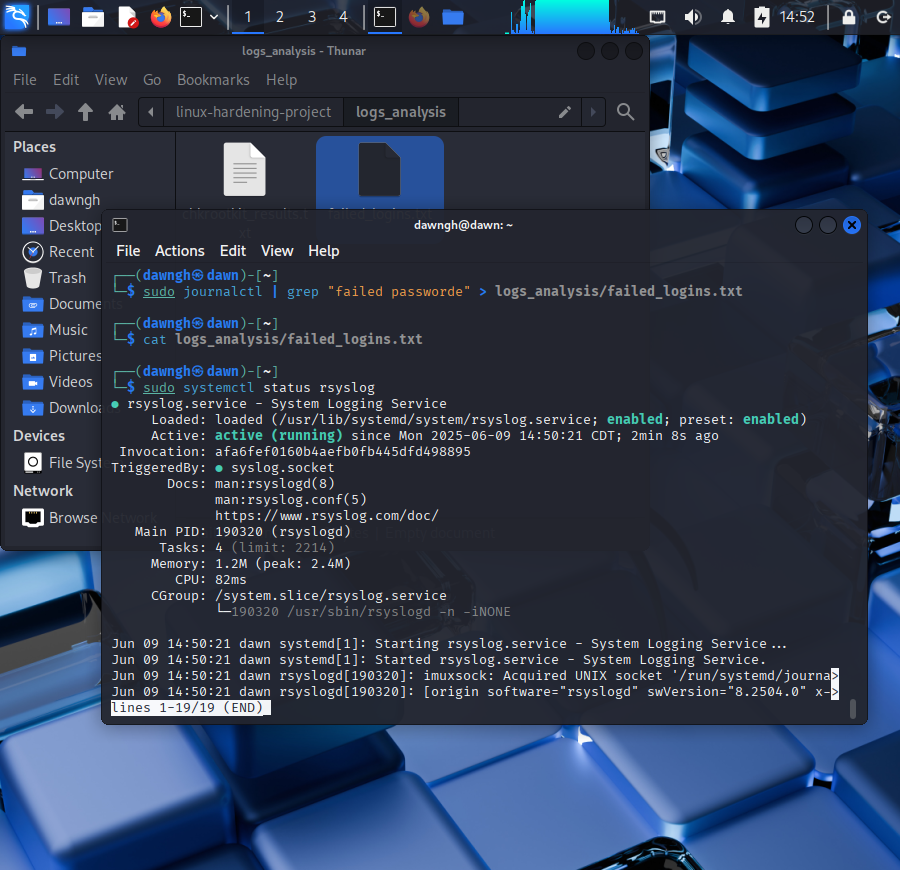 1 2 3 4 14:52
logs_analysis - Thunar
File Edit View Go Bookmarks Help
linux-hardening-project logs_analysis
Places
Computer
dawngh
Desktop
Recent
Trash
Docume
Music
Pictures
Videos
Downloa
Devices
File Syst
Network
Browse Network
chkrootkit_results.t
xt
failed_logins.txt
dawngh@dawn: ~
File Actions Edit View Help
┌──(dawngh㉿dawn)-[~]
└─$ sudo journalctl | grep "failed passworde" > logs_analysis/failed_logins.txt
┌──(dawngh㉿dawn)-[~]
└─$ cat logs_analysis/failed_logins.txt
┌──(dawngh㉿dawn)-[~]
└─$ sudo systemctl status rsyslog
● rsyslog.service - System Logging Service
Loaded: loaded (/usr/lib/systemd/system/rsyslog.service; enabled; preset: enabled)
Active: active (running) since Mon 2025-06-09 14:50:21 CDT; 2min 8s ago
Invocation: afa6fef0160b4aefb0fb445dfd498895
TriggeredBy: ● syslog.socket
Docs: man:rsyslogd(8)
man:rsyslog.conf(5)
https://www.rsyslog.com/doc/
Main PID: 190320 (rsyslogd)
Tasks: 4 (limit: 2214)
Memory: 1.2M (peak: 2.4M)
CPU: 82ms
CGroup: /system.slice/rsyslog.service
└─190320 /usr/sbin/rsyslogd -n -iNONE
Jun 09 14:50:21 dawn systemd[1]: Starting rsyslog.service - System Logging Service...
Jun 09 14:50:21 dawn systemd[1]: Started rsyslog.service - System Logging Service.
Jun 09 14:50:21 dawn rsyslogd[190320]: imuxsock: Acquired UNIX socket '/run/systemd/journa>
Jun 09 14:50:21 dawn rsyslogd[190320]: [origin software="rsyslogd" swVersion="8.2504.0" x->
lines 1-19/19 (END)